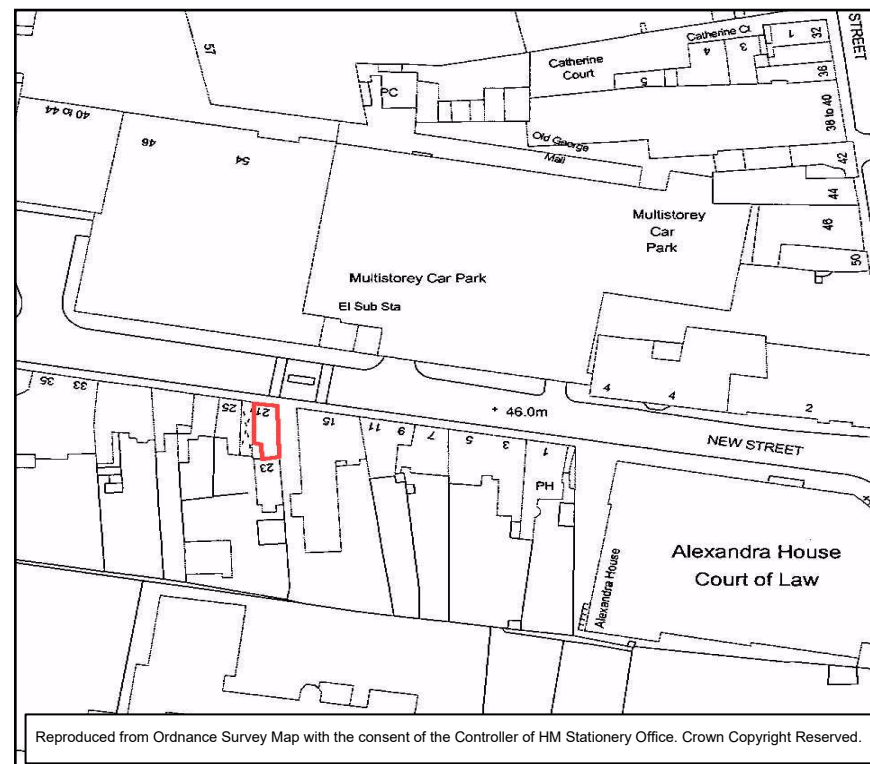 STREET
57
Catherine Ct
1
32
4
3
Catherine
Court
5
36
PC
40 to 44
46
54
38 to 40
Old George
Mall
42
44
Multistorey
Car
Park
46
50
Multistorey Car Park
El Sub Sta
4
4
2
35
33
25
21
15
11
9
7
5
3
1
+ 46.0m
NEW STREET
23
PH
Alexandra House
Court of Law
Alexandra House
Reproduced from Ordnance Survey Map with the consent of the Controller of HM Stationery Office. Crown Copyright Reserved.